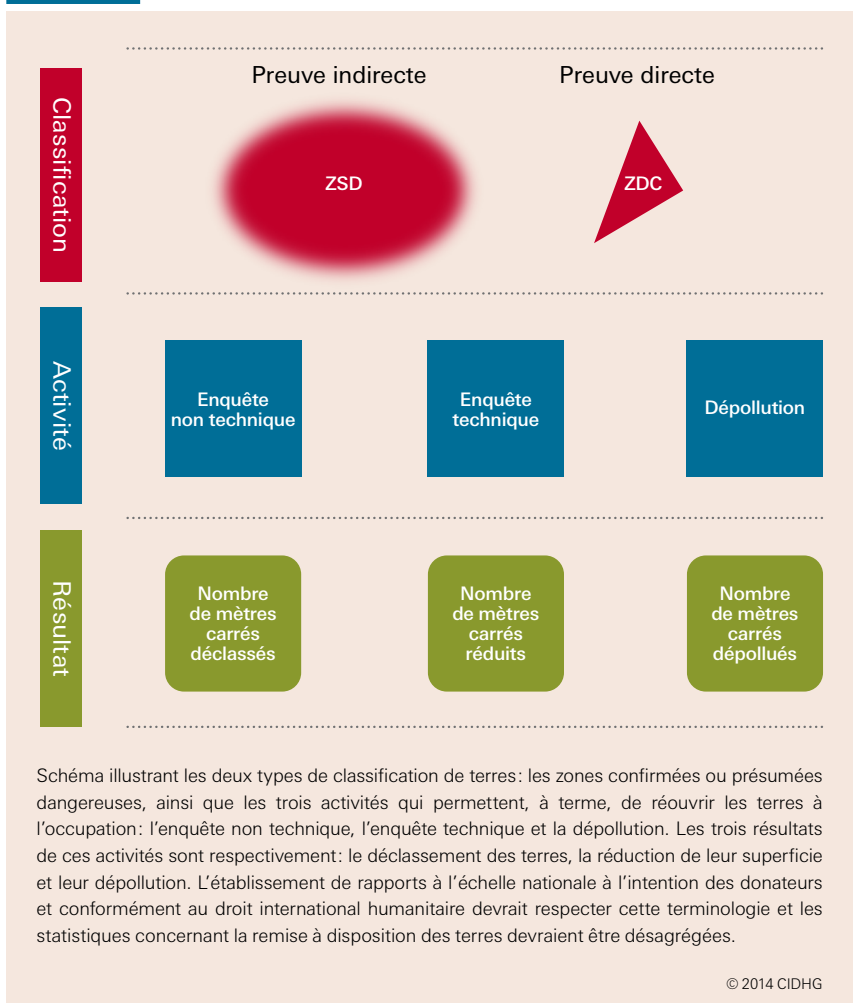 Classification
Preuve indirecte
Preuve directe
ZSD
ZDC
Activité
Enquête
non technique
Enquête
technique
Dépollution
Résultat
Nombre
de mètres
carrés
déclassés
Nombre
de mètres
carrés
réduits
Nombre
de mètres
carrés
dépollués
Schéma illustrant les deux types de classification de terres: les zones confirmées ou présumées
dangereuses, ainsi que les trois activités qui permettent, à terme, de réouvrir les terres à
l'occupation: l'enquête non technique, l'enquête technique et la dépollution. Les trois résultats
de ces activités sont respectivement: le déclassement des terres, la réduction de leur superficie
et leur dépollution. L'établissement de rapports à l'échelle nationale à l'intention des donateurs
et conformément au droit international humanitaire devrait respecter cette terminologie et les
statistiques concernant la remise à disposition des terres devraient être désagrégées.
© 2014 CIDHG